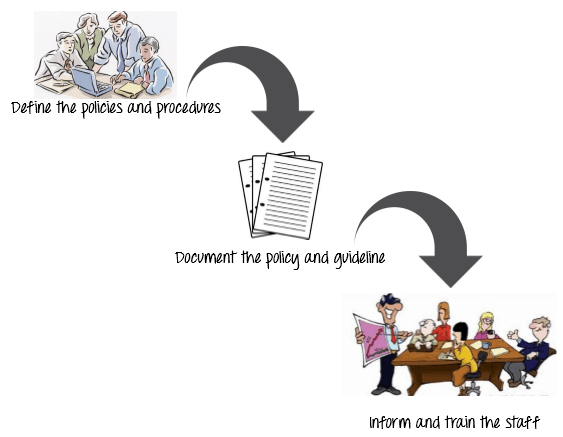 Define the policies and procedures
Document the policy and guideline
Inform and train the staff